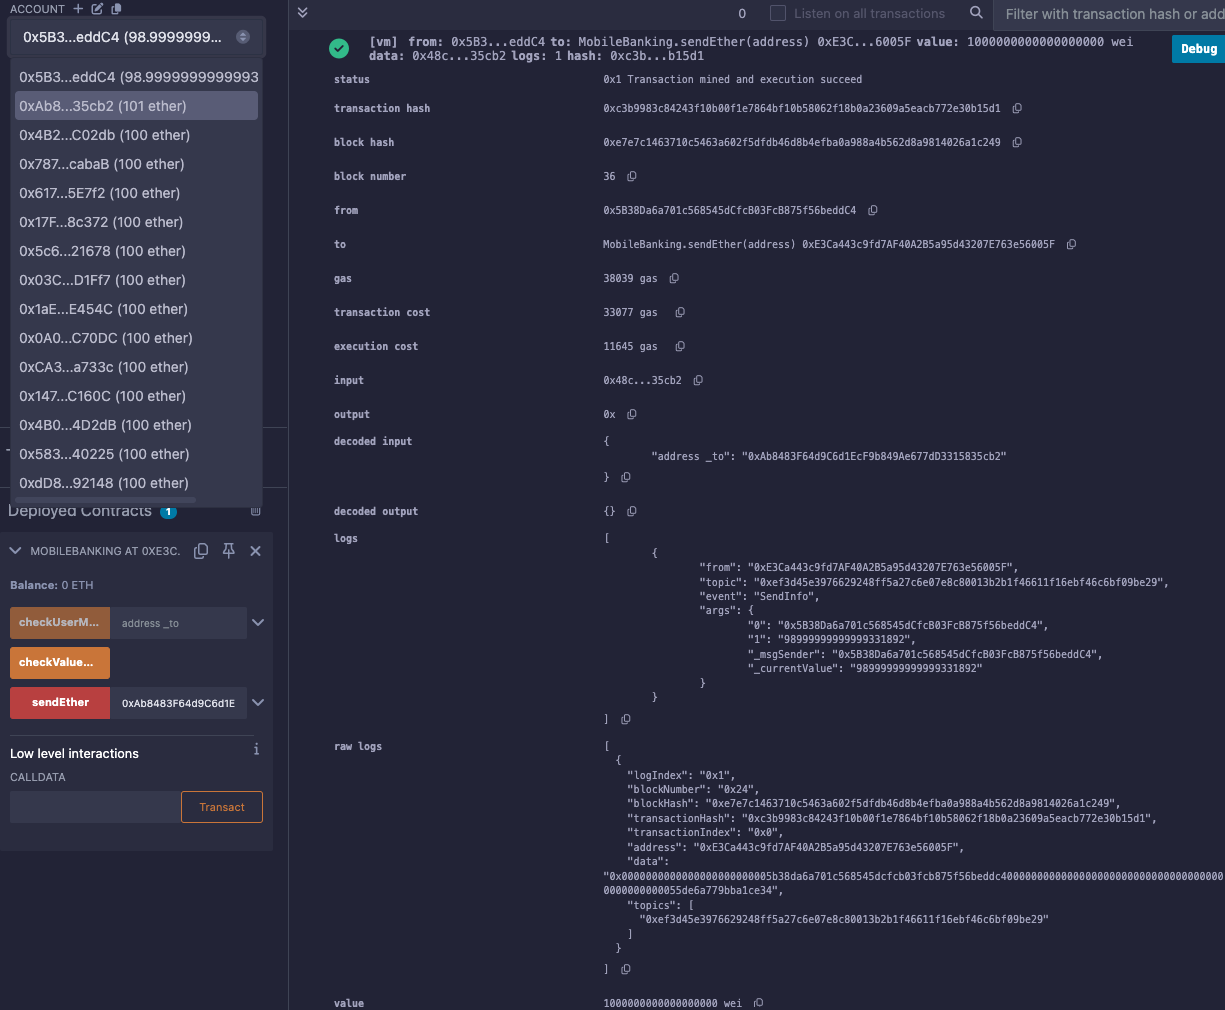 ACCOUNT
0x5B3...eddC4 (98.9999999...
0x5B3...eddC4 (98.9999999999993
0xAb8...35cb2 (101 ether)
0x4B2...C02db (100 ether)
0x787...cabaB (100 ether)
0x617...5E7f2 (100 ether)
0x17F...8c372 (100 ether)
0x5c6...21678 (100 ether)
0x03C...D1Ff7 (100 ether)
0x1aE...E454C (100 ether)
0x0A0...C70DC (100 ether)
0xCA3...a733c (100 ether)
0x147...C160C (100 ether)
0x4B0...4D2dB (100 ether)
0x583...40225 (100 ether)
0xdD8...92148 (100 ether)
Deployed Contracts 1
MOBILEBANKING AT 0XE3C.
Balance: 0 ETH
checkUserM... address _to
checkValue...
sendEther 0xAb8483F64d9C6d1E
Low level interactions
CALLDATA
Transact
0 Listen on all transactions Filter with transaction hash or add
[vm] from: 0x5B3...eddC4 to: MobileBanking.sendEther(address) 0xE3C...6005F value: 1000000000000000000 wei
data: 0x48c...35cb2 logs: 1 hash: 0xc3b...b15d1
Debug
status 0x1 Transaction mined and execution succeed
transaction hash 0xc3b9983c84243f10b00f1e7864bf10b58062f18b0a23609a5eacb772e30b15d1
block hash 0xe7e7c1463710c5463a602f5dfdb46d8b4efba0a988a4b562d8a9814026a1c249
block number 36
from 0x5B38Da6a701c568545dCfcB03FcB875f56beddC4
to MobileBanking.sendEther(address) 0xE3Ca443c9fd7AF40A2B5a95d43207E763e56005F
gas 38039 gas
transaction cost 33077 gas
execution cost 11645 gas
input 0x48c...35cb2
output 0x
decoded input {
"address _to": "0xAb8483F64d9C6d1EcF9b849Ae677dD3315835cb2"
}
decoded output {}
logs [
{
"from": "0xE3Ca443c9fd7AF40A2B5a95d43207E763e56005F",
"topic": "0xef3d45e3976629248ff5a27c6e07e8c80013b2b1f46611f16ebf46c6bf09be29",
"event": "SendInfo",
"args": {
"0": "0x5B38Da6a701c568545dCfcB03FcB875f56beddC4",
"1": "98999999999999331892",
"_msgSender": "0x5B38Da6a701c568545dCfcB03FcB875f56beddC4",
"_currentValue": "98999999999999331892"
}
}
]
raw logs [
{
"logIndex": "0x1",
"blockNumber": "0x24",
"blockHash": "0xe7e7c1463710c5463a602f5dfdb46d8b4efba0a988a4b562d8a9814026a1c249",
"transactionHash": "0xc3b9983c84243f10b00f1e7864bf10b58062f18b0a23609a5eacb772e30b15d1",
"transactionIndex": "0x0",
"address": "0xE3Ca443c9fd7AF40A2B5a95d43207E763e56005F",
"data":
"0x0000000000000000000000005b38da6a701c568545dcfcb03fcb875f56beddc4000000000000000000000000000000000000
0000000000055de6a779bba1ce34",
"topics": [
"0xef3d45e3976629248ff5a27c6e07e8c80013b2b1f46611f16ebf46c6bf09be29"
]
}
]
value 1000000000000000000 wei